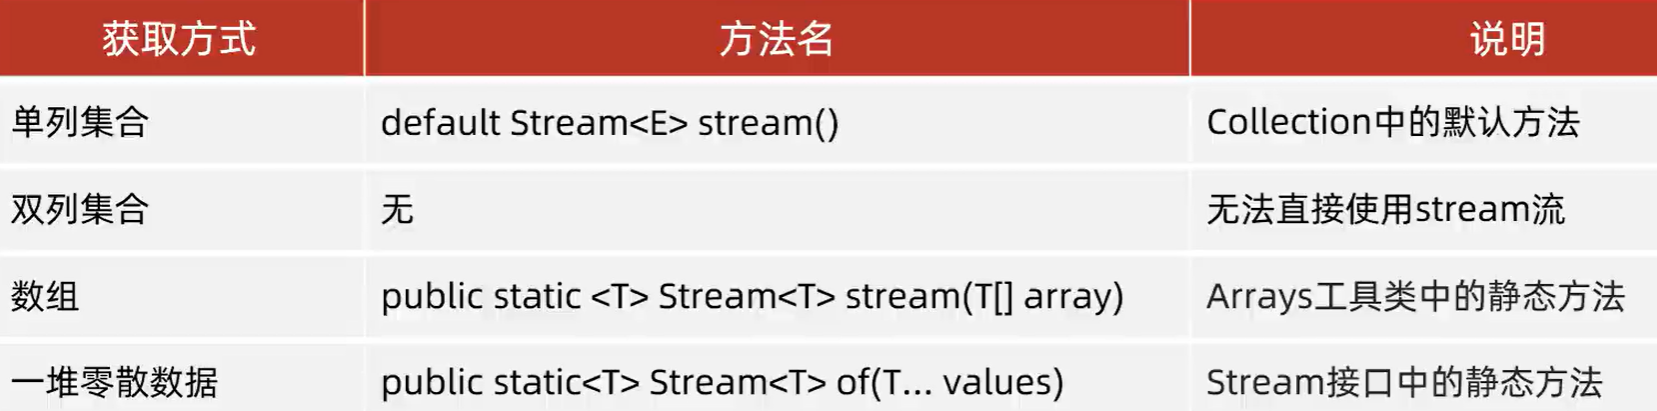 获取方式 方法名 说明
单列集合 default Stream<E> stream() Collection中的默认方法
双列集合 无 无法直接使用stream流
数组 public static <T> Stream<T> stream(T[] array) Arrays工具类中的静态方法
一堆零散数据 public static<T> Stream<T> of(T... values) Stream接口中的静态方法